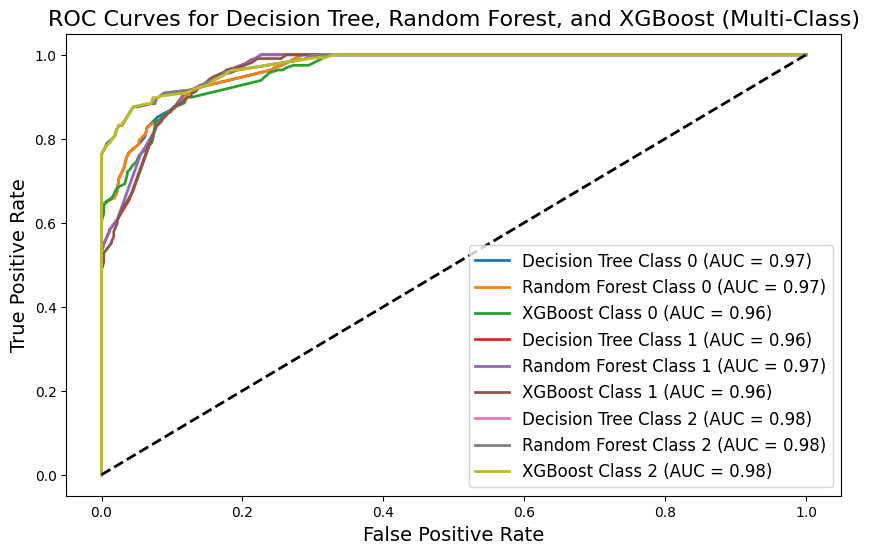 ROC Curves for Decision Tree, Random Forest, and XGBoost (Multi-Class)
True Positive Rate
1.0
0.8
0.6
0.4
0.2
0.0
Decision Tree Class 0 (AUC = 0.97)
Random Forest Class 0 (AUC = 0.97)
XGBoost Class 0 (AUC = 0.96)
Decision Tree Class 1 (AUC = 0.96)
Random Forest Class 1 (AUC = 0.97)
XGBoost Class 1 (AUC = 0.96)
Decision Tree Class 2 (AUC = 0.98)
Random Forest Class 2 (AUC = 0.98)
XGBoost Class 2 (AUC = 0.98)
0.0 0.2 0.4 0.6 0.8 1.0
False Positive Rate